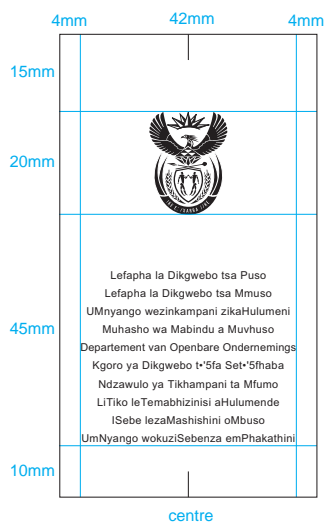 4mm 42mm 4mm
15mm
20mm
Lefapha la Dikgwebo tsa Puso
Lefapha la Dikgwebo tsa Mmuso
UMnyango wezinkampani zikaHulumeni
Muhasho wa Mabindu a Muvhuso
45mm
Departement van Openbare Ondernemings
Kgoro ya Dikgwebo t•'5fa Set•'5fhaba
Ndzawulo ya Tikhampani ta Mfumo
LiTiko leTemabhizinisi aHulumende
ISebe lezaMashishini oMbuso
UmNyango wokuziSebenza emPhakathini
10mm
centre